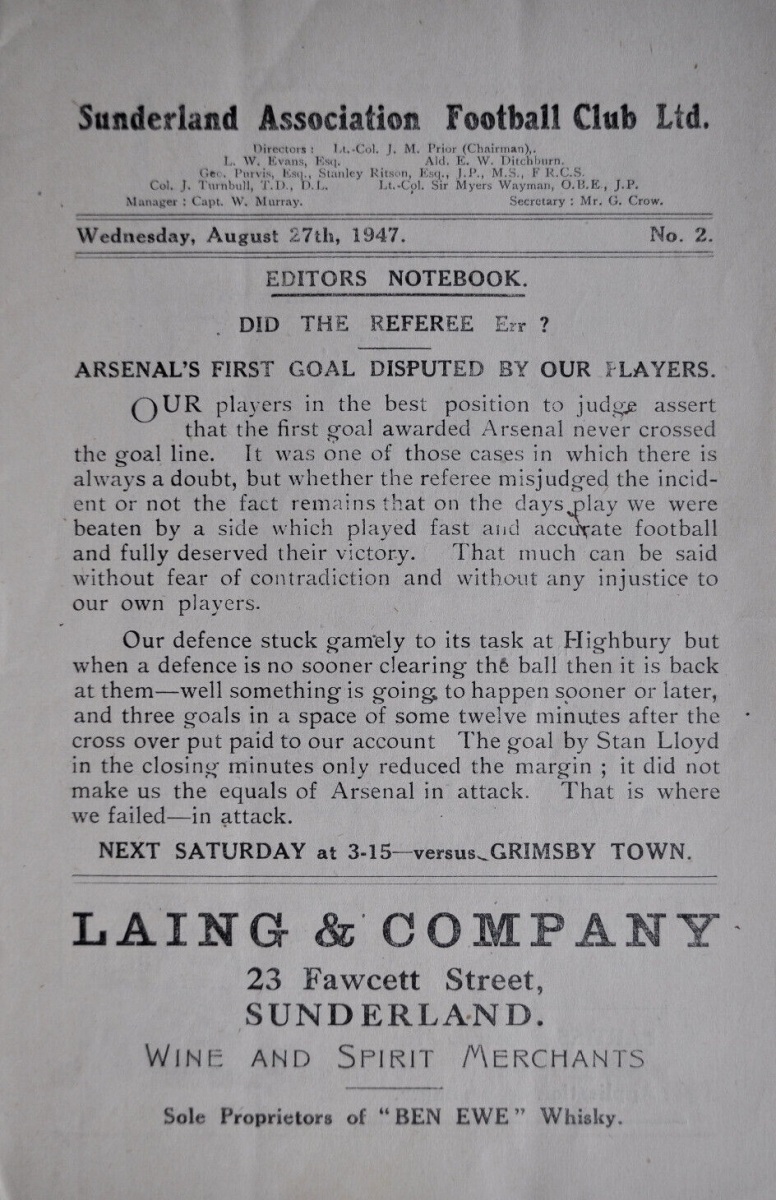 Sunderland Association Football Club Ltd.
Directors : Lt.-Col. J. M. Prior (Chairman),.
L. W. Evans, Esq. Ald. E. W. Ditchburn.
Geo. Purvis, Esq., Stanley Ritson, Esq., J.P., M.S., F R.C.S.
Col. J. Turnbull, T.D., D.L. Lt.-Col. Sir Myers Wayman, O.B.E., J.P.
Manager : Capt. W. Murray. Secretary : Mr. G. Crow.
Wednesday, August 27th, 1947. No. 2.
EDITORS NOTEBOOK.
DID THE REFEREE Err ?
ARSENAL'S FIRST GOAL DISPUTED BY OUR PLAYERS.
OUR players in the best position to judge assert
that the first goal awarded Arsenal never crossed
the goal line. It was one of those cases in which there is
always a doubt, but whether the referee misjudged the incid-
ent or not the fact remains that on the days play we were
beaten by a side which played fast and accurate football
and fully deserved their victory. That much can be said
without fear of contradiction and without any injustice to
our own players.
Our defence stuck gamely to its task at Highbury but
when a defence is no sooner clearing the ball then it is back
at them—well something is going to happen sooner or later,
and three goals in a space of some twelve minutes after the
cross over put paid to our account The goal by Stan Lloyd
in the closing minutes only reduced the margin ; it did not
make us the equals of Arsenal in attack. That is where
we failed—in attack.
NEXT SATURDAY at 3-15—versus GRIMSBY TOWN.
LAING & COMPANY
23 Fawcett Street,
SUNDERLAND.
WINE AND SPIRIT MERCHANTS
Sole Proprietors of "BEN EWE" Whisky.